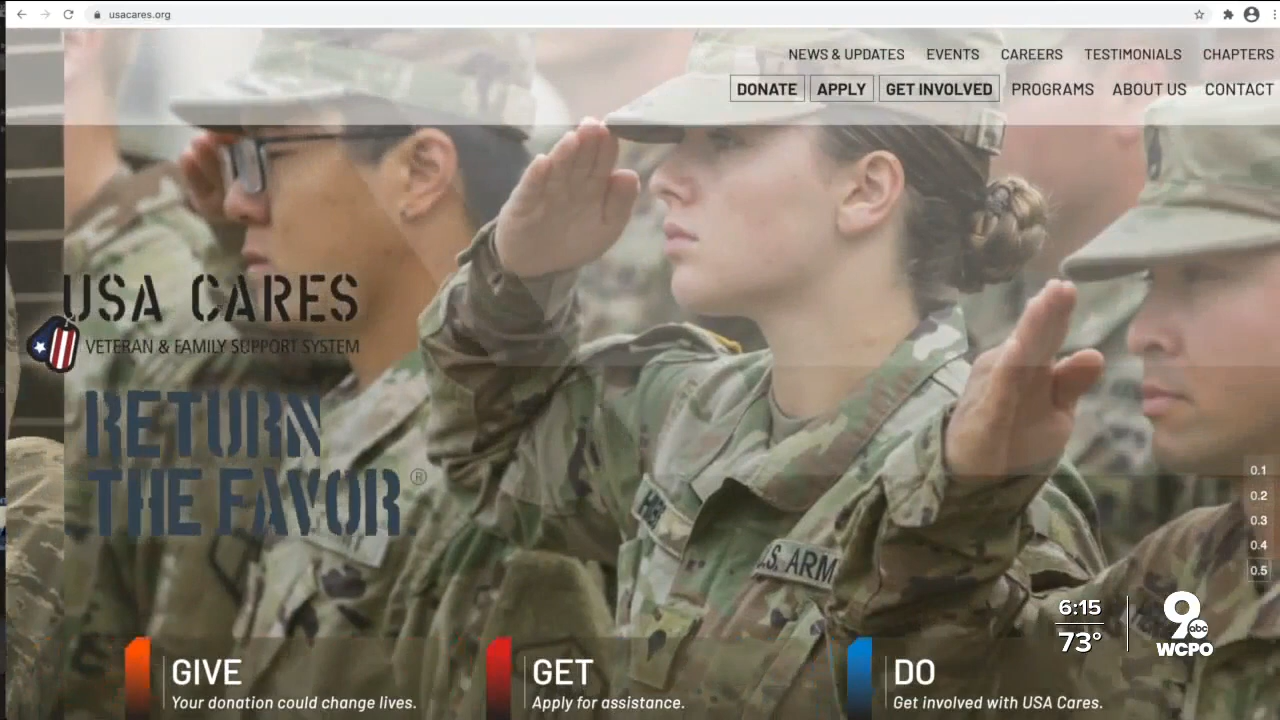 usacares.org
NEWS & UPDATES EVENTS CAREERS TESTIMONIALS CHAPTERS
DONATE APPLY GET INVOLVED PROGRAMS ABOUT US CONTACT
USA CARES
VETERAN & FAMILY SUPPORT SYSTEM
RETURN
THE FAVOR®
U.S. ARM
0.1
0.2
0.3
0.4
0.5
6:15
73°
9
abc
WCPO
GIVE
Your donation could change lives.
GET
Apply for assistance.
DO
Get involved with USA Cares.